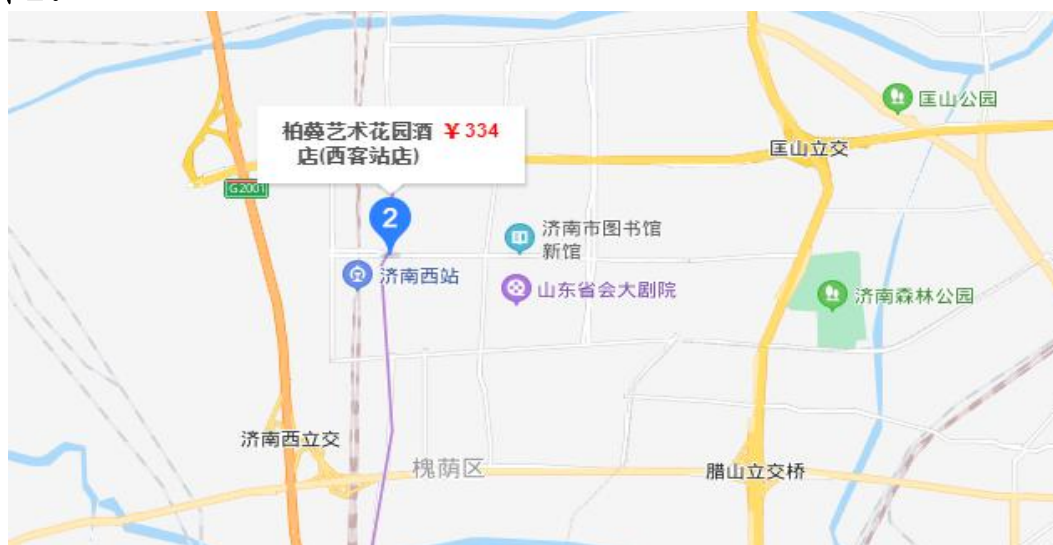 匡山公园
柏曼艺术花园酒 ¥334
店(西客站店)
匡山立交
G2001
2
济南市图书馆
新馆
济南西站
山东省会大剧院
济南森林公园
济南西立交
槐荫区
腊山立交桥